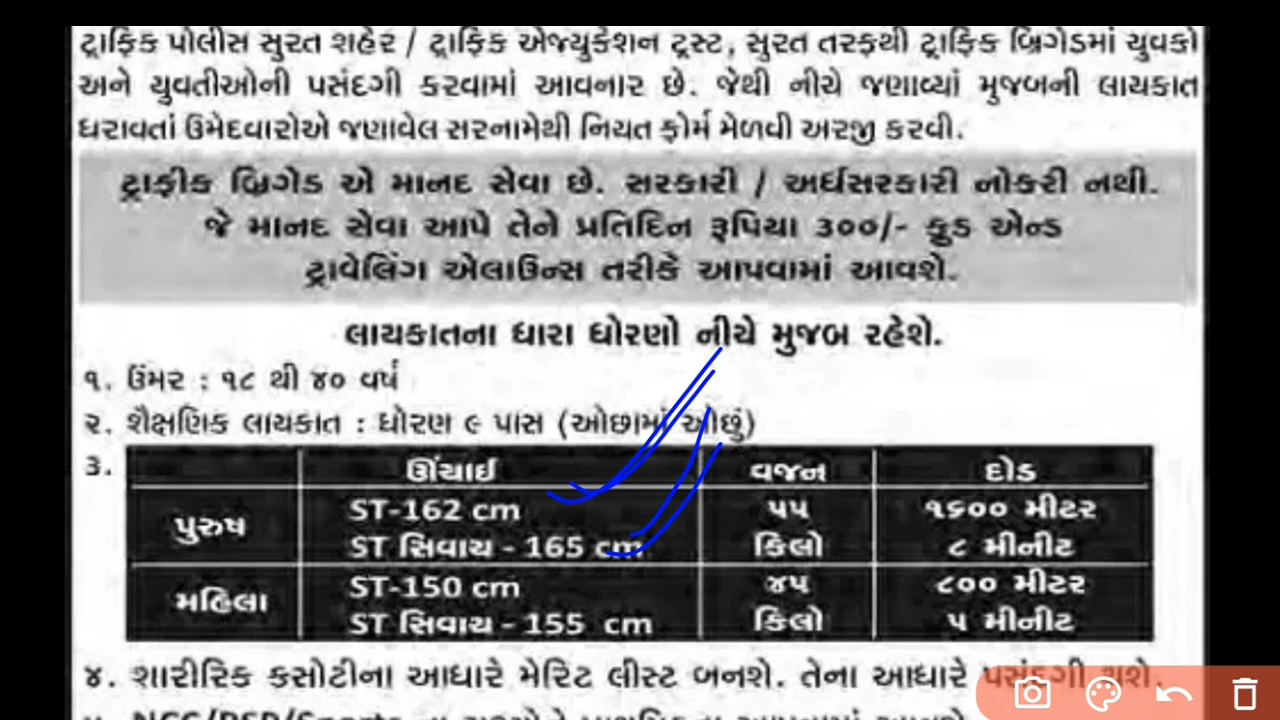 ટ્રાફિક પોલીસ સુરત શહેર / ટ્રાફિક એજ્યુકેશન ટ્રસ્ટ, સુરત તરફથી ટ્રાફિક બ્રિગેડમાં યુવકો
અને યુવતીઓની પસંદગી કરવામાં આવનાર છે. જેથી નીચે જણાવ્યાં મુજબની લાયકાત
ધરાવતાં ઉમેદવારોએ જણાવેલ સરનામેથી નિયત ફોર્મ મેળવી અરજી કરવી.
ટ્રાફીક બ્રિગેડ એ માનદ સેવા છે. સરકારી / અર્ધસરકારી નોકરી નથી.
જે માનદ સેવા આપે તેને પ્રતિદિન રૂપિયા ૩૦૦/- ફુડ એન્ડ
ટ્રાવેલિંગ એલાઉન્સ તરીકે આપવામાં આવશે.
લાયકાતના ધારા ધોરણો નીચે મુજબ રહેશે.
૧. ઉંમર : ૧૮ થી ૪૦ વર્ષ
૨. શૈક્ષણિક લાયકાત : ધોરણ ૯ પાસ (ઓછામાં ઓછું)
૩. ઊંચાઈ વજન દોડ
પુરુષ ST-162 cm ૫૫ ૧૬૦૦ મીટર
ST સિવાય - 165 cm કિલો ૮ મીનીટ
મહિલા ST-150 cm ૪૫ ૮૦૦ મીટર
ST સિવાય - 155 cm કિલો ૫ મીનીટ
૪. શારીરિક કસોટીના આધારે મેરિટ લીસ્ટ બનશે. તેના આધારે પસંદગી થશે.